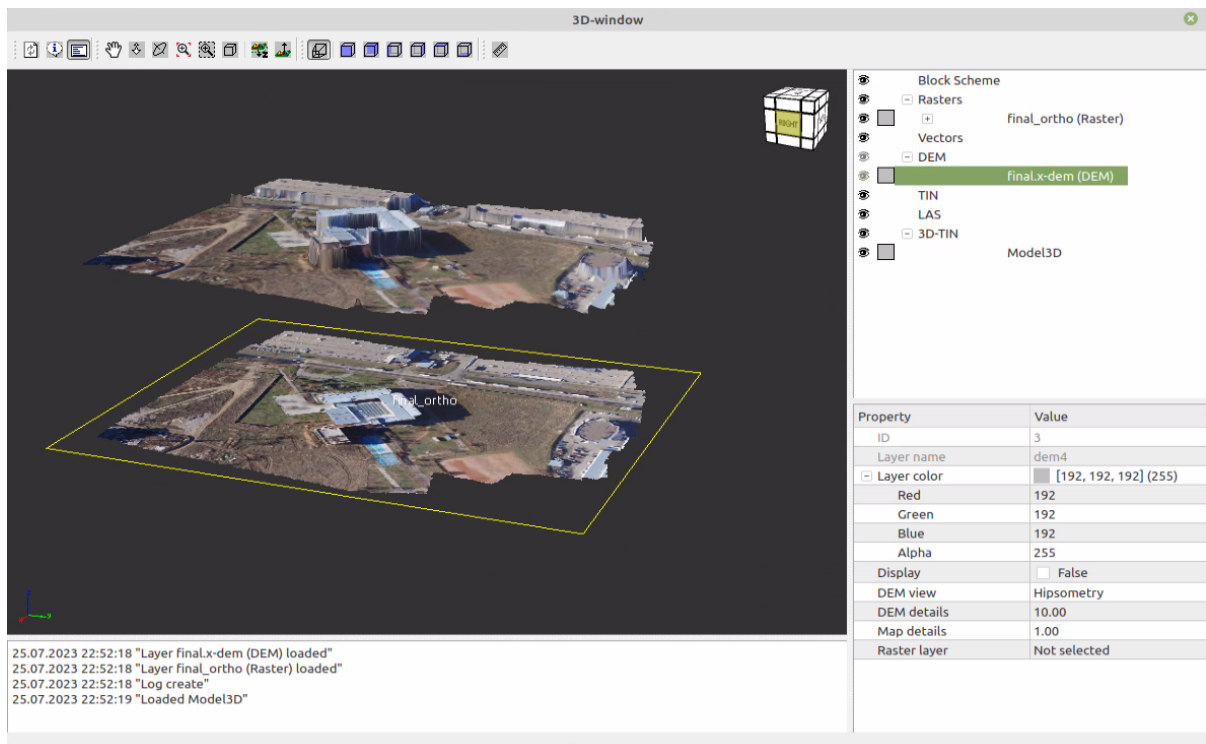 3D-window
RIGHT
final_ortho
Block Scheme
Rasters
final_ortho (Raster)
Vectors
DEM
final.x-dem (DEM)
TIN
LAS
3D-TIN
Model3D
Property Value
ID 3
Layer name dem4
Layer color [192, 192, 192] (255)
Red 192
Green 192
Blue 192
Alpha 255
Display False
DEM view Hipsometry
DEM details 10.00
Map details 1.00
Raster layer Not selected
25.07.2023 22:52:18 "Layer final.x-dem (DEM) loaded"
25.07.2023 22:52:18 "Layer final_ortho (Raster) loaded"
25.07.2023 22:52:18 "Log create"
25.07.2023 22:52:19 "Loaded Model3D"